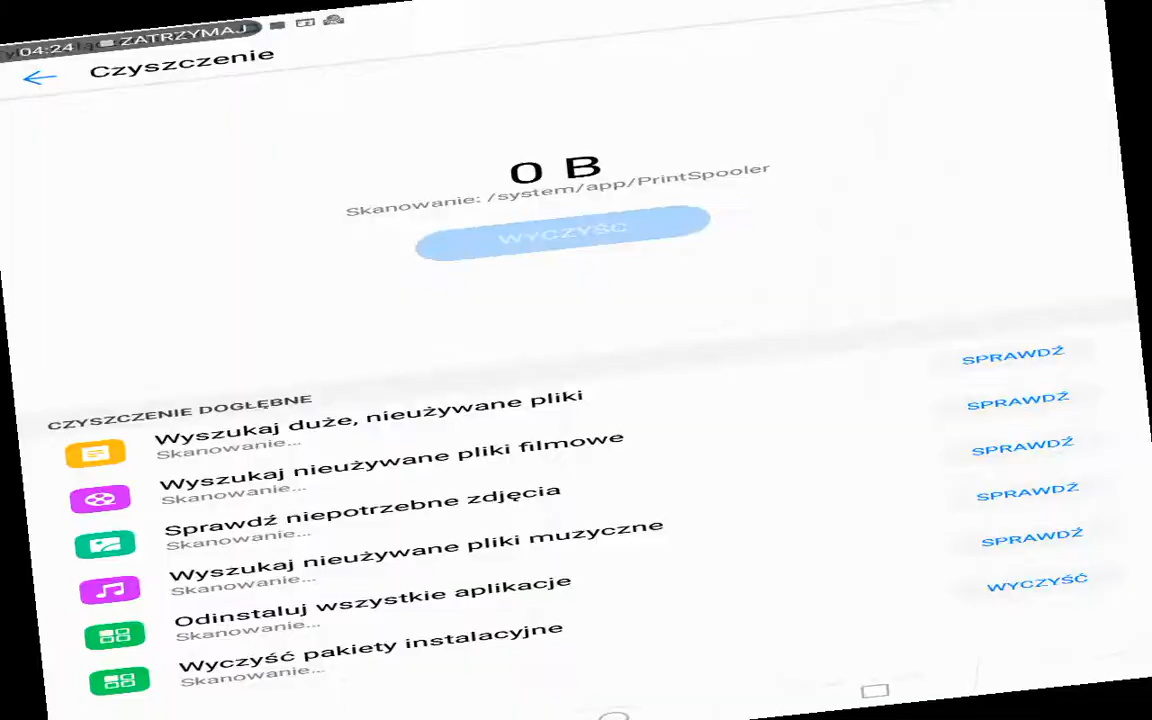 04:24 ZATRZYMAJ
Czyszczenie
0 B
Skanowanie: /system/app/PrintSpooler
WYCZYŚĆ
CZYSZCZENIE DOGŁĘBNE
Wyszukaj duże, nieużywane pliki
Skanowanie...
SPRAWDŹ
Wyszukaj nieużywane pliki filmowe
Skanowanie...
SPRAWDŹ
Sprawdź niepotrzebne zdjęcia
Skanowanie...
SPRAWDŹ
Wyszukaj nieużywane pliki muzyczne
Skanowanie...
SPRAWDŹ
Odinstaluj wszystkie aplikacje
Skanowanie...
SPRAWDŹ
Wyczyść pakiety instalacyjne
Skanowanie...
WYCZYŚĆ